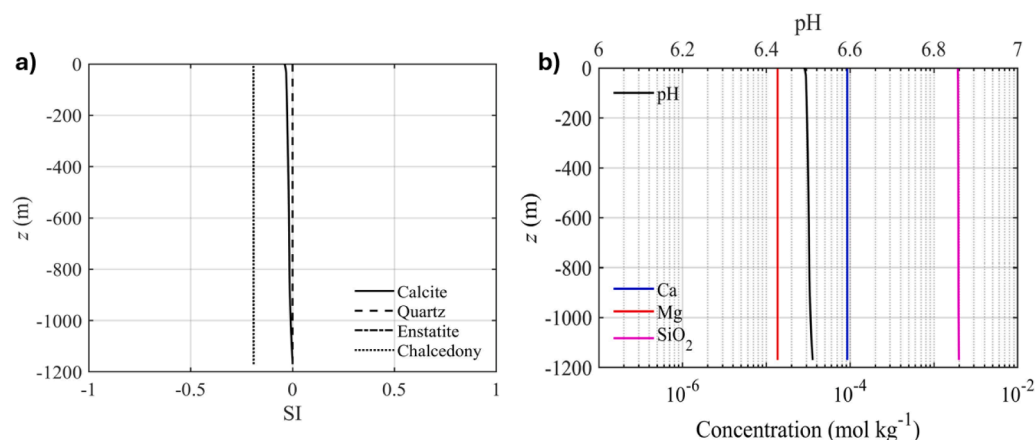 a)
0
-200
-400
-600
-800
-1000
-1200
z (m)
-1 -0.5 0 0.5 1
SI
Calcite
Quartz
Enstatite
Chalcedony
b)
pH
6 6.2 6.4 6.6 6.8 7
0
-200
-400
-600
-800
-1000
-1200
z (m)
pH
Ca
Mg
SiO₂
10⁻⁶ 10⁻⁴ 10⁻²
Concentration (mol kg⁻¹)